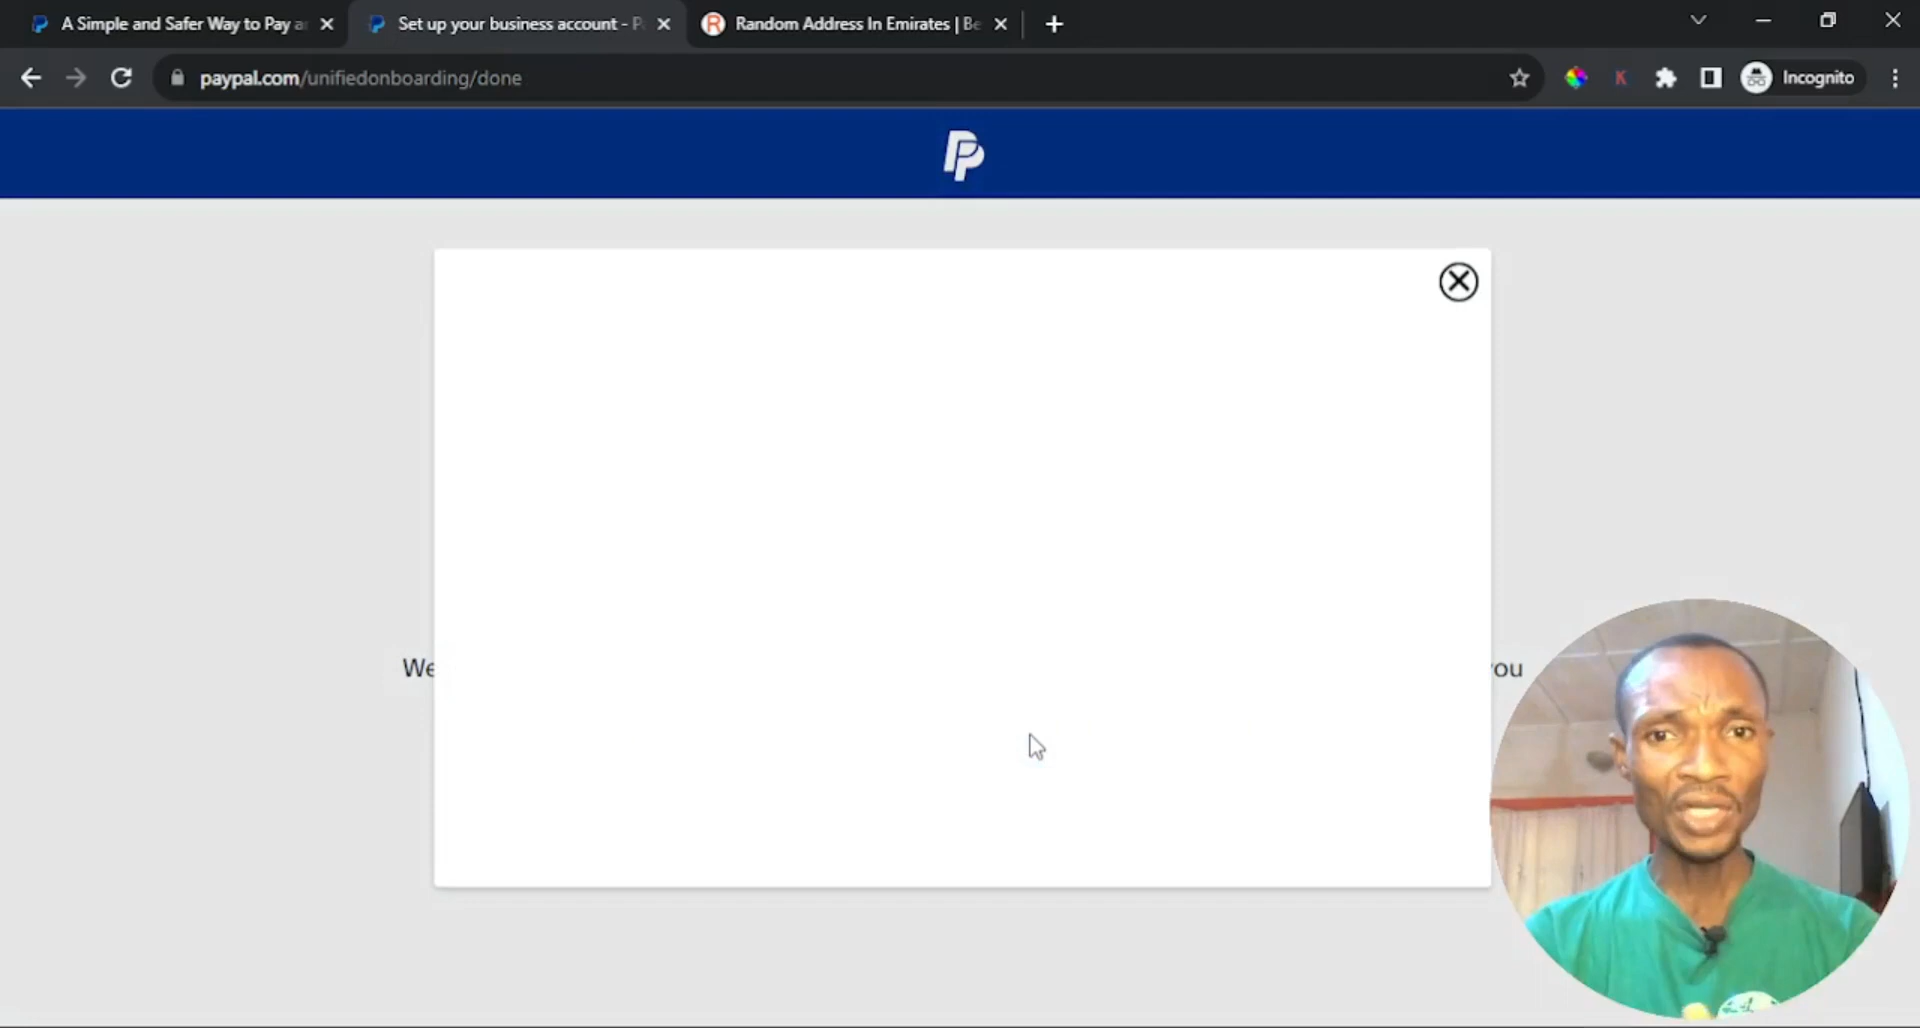 A Simple and Safer Way to Pay
Set up your business account -
Random Address In Emirates | Be
paypal.com/unifiedonboarding/done
K
Incognito
We
ou